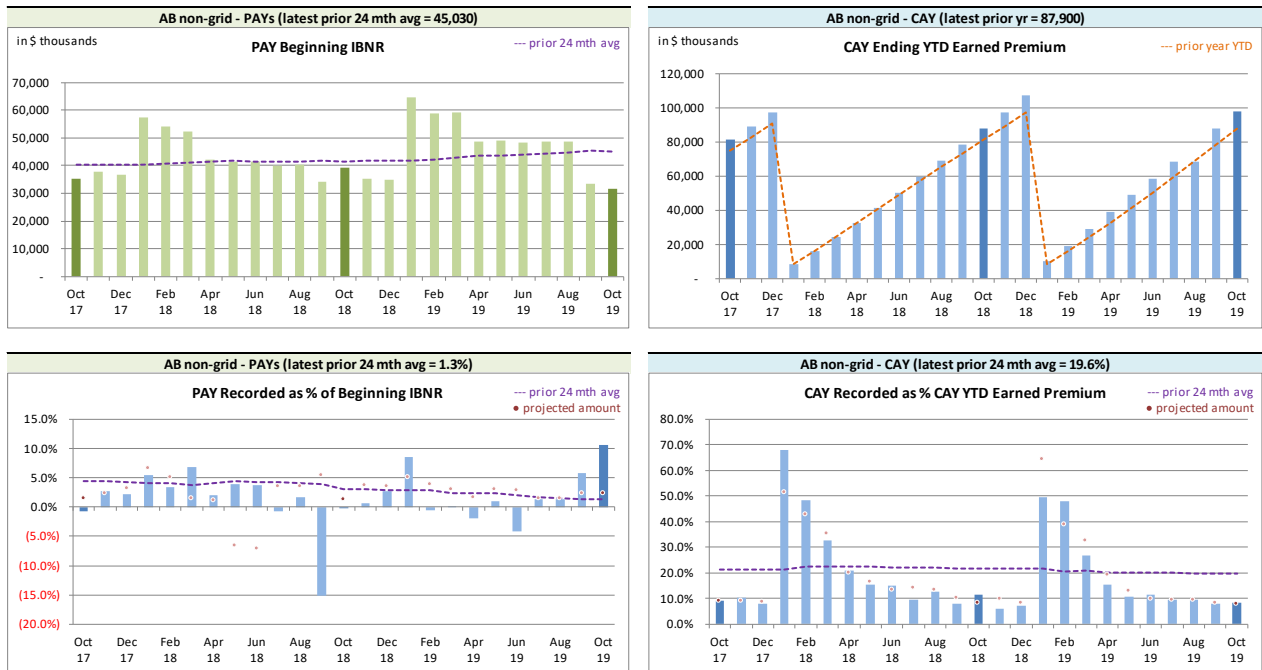 AB non-grid - PAYs (latest prior 24 mth avg = 45,030)
in $ thousands
PAY Beginning IBNR
--- prior 24 mth avg
70,000
60,000
50,000
40,000
30,000
20,000
10,000
-
Oct Dec Feb Apr Jun Aug Oct Dec Feb Apr Jun Aug Oct
17 17 18 18 18 18 18 18 19 19 19 19 19
AB non-grid - CAY (latest prior yr = 87,900)
in $ thousands
CAY Ending YTD Earned Premium
--- prior year YTD
120,000
100,000
80,000
60,000
40,000
20,000
-
Oct Dec Feb Apr Jun Aug Oct Dec Feb Apr Jun Aug Oct
17 17 18 18 18 18 18 18 19 19 19 19 19
AB non-grid - PAYs (latest prior 24 mth avg = 1.3%)
PAY Recorded as % of Beginning IBNR
--- prior 24 mth avg
• projected amount
15.0%
10.0%
5.0%
0.0%
(5.0%)
(10.0%)
(15.0%)
(20.0%)
Oct Dec Feb Apr Jun Aug Oct Dec Feb Apr Jun Aug Oct
17 17 18 18 18 18 18 18 19 19 19 19 19
AB non-grid - CAY (latest prior 24 mth avg = 19.6%)
CAY Recorded as % CAY YTD Earned Premium
--- prior 24 mth avg
• projected amount
80.0%
70.0%
60.0%
50.0%
40.0%
30.0%
20.0%
10.0%
0.0%
Oct Dec Feb Apr Jun Aug Oct Dec Feb Apr Jun Aug Oct
17 17 18 18 18 18 18 18 19 19 19 19 19